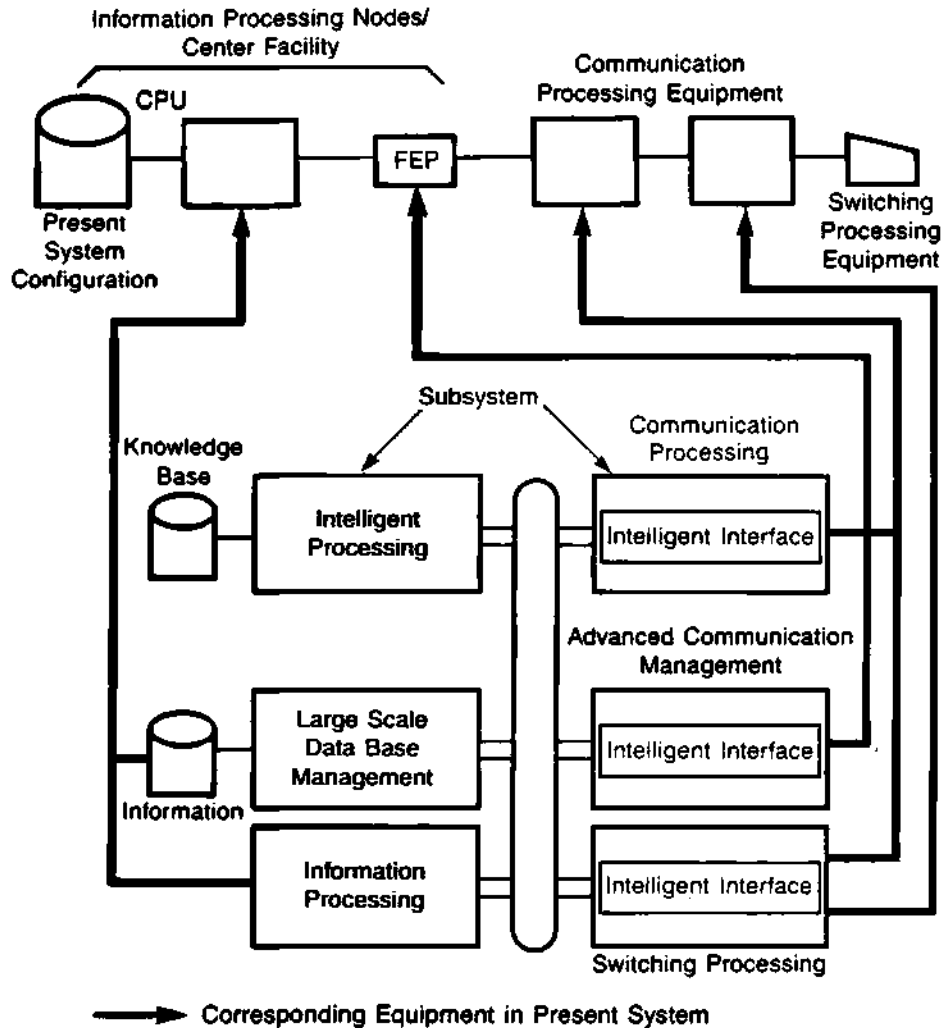 Information Processing Nodes/
Center Facility
Communication
Processing Equipment
CPU
FEP
Present
System
Configuration
Switching
Processing
Equipment
Subsystem
Knowledge
Base
Communication
Processing
Intelligent
Processing
Intelligent Interface
Advanced Communication
Management
Large Scale
Data Base
Management
Intelligent Interface
Information
Information
Processing
Intelligent Interface
Switching Processing
Corresponding Equipment in Present System